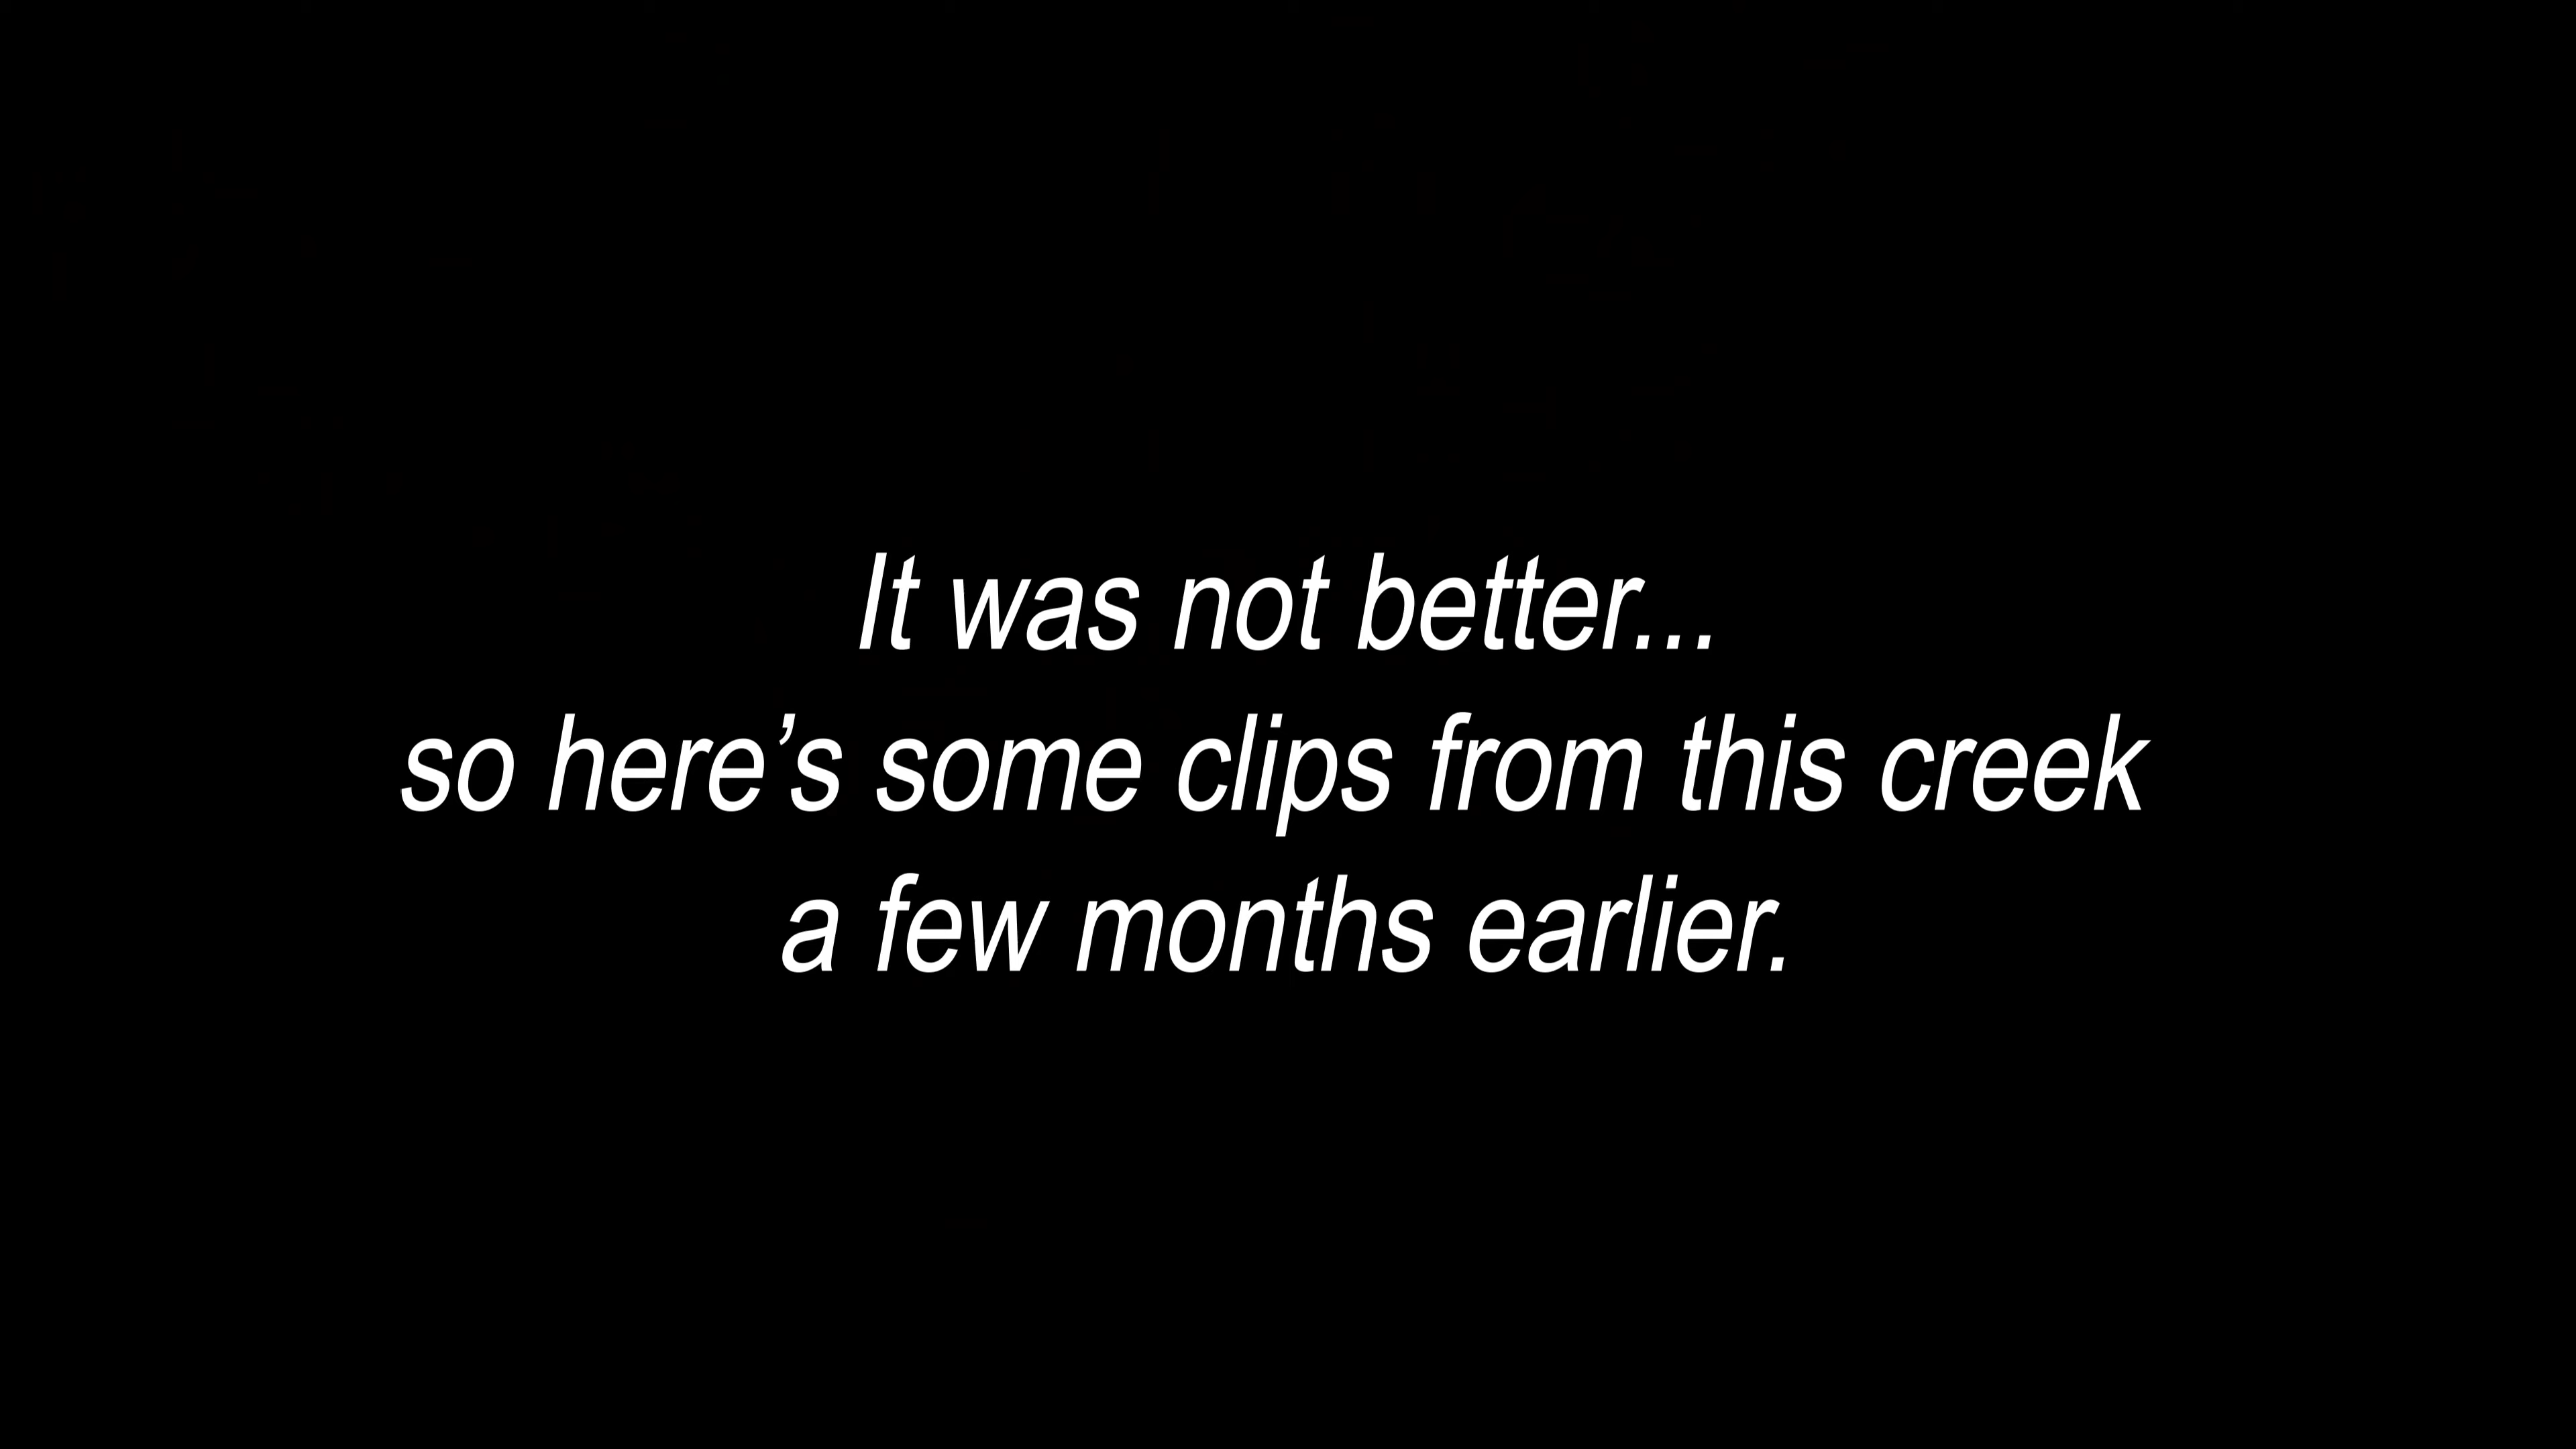 It was not better...
so here’s some clips from this creek
a few months earlier.